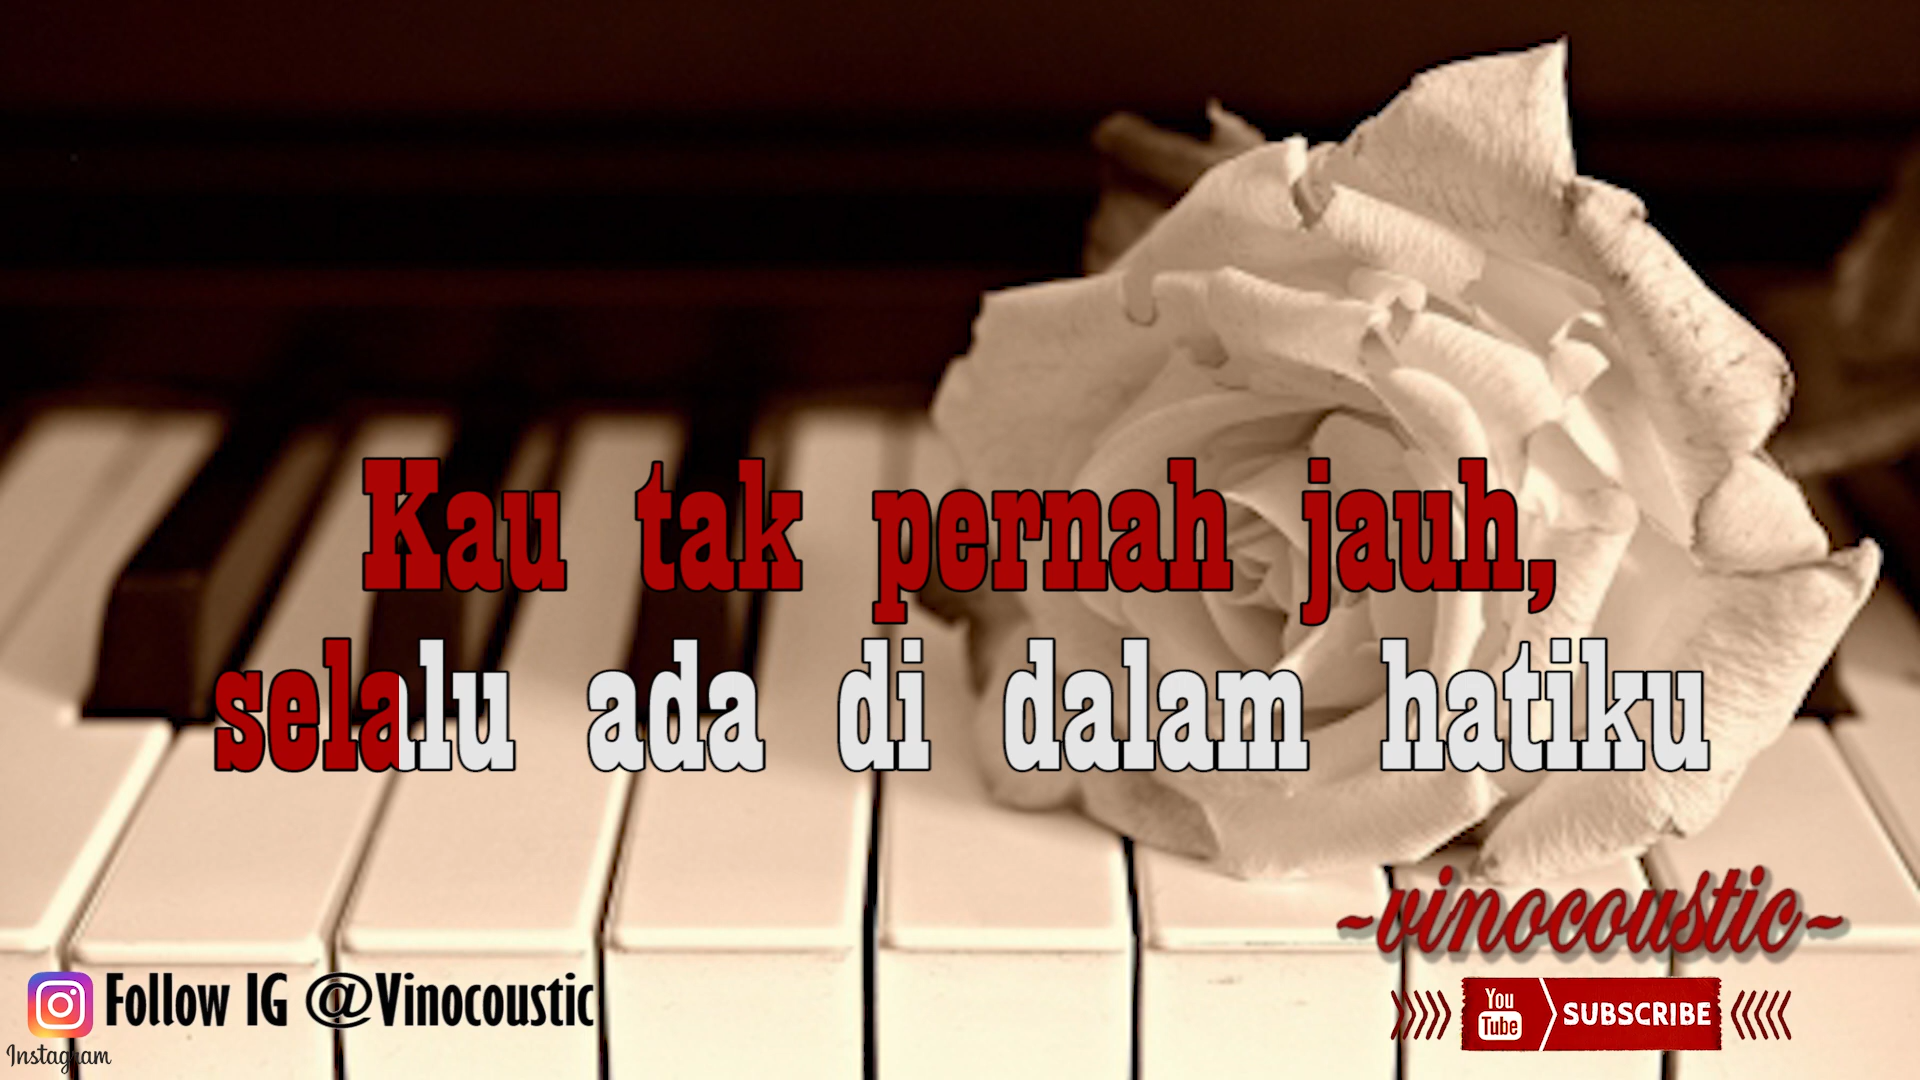 Kau tak pernah jauh,
selalu ada di dalam hatiku
~vinocoustic~
Follow IG @Vinocoustic
Instagram
You Tube SUBSCRIBE